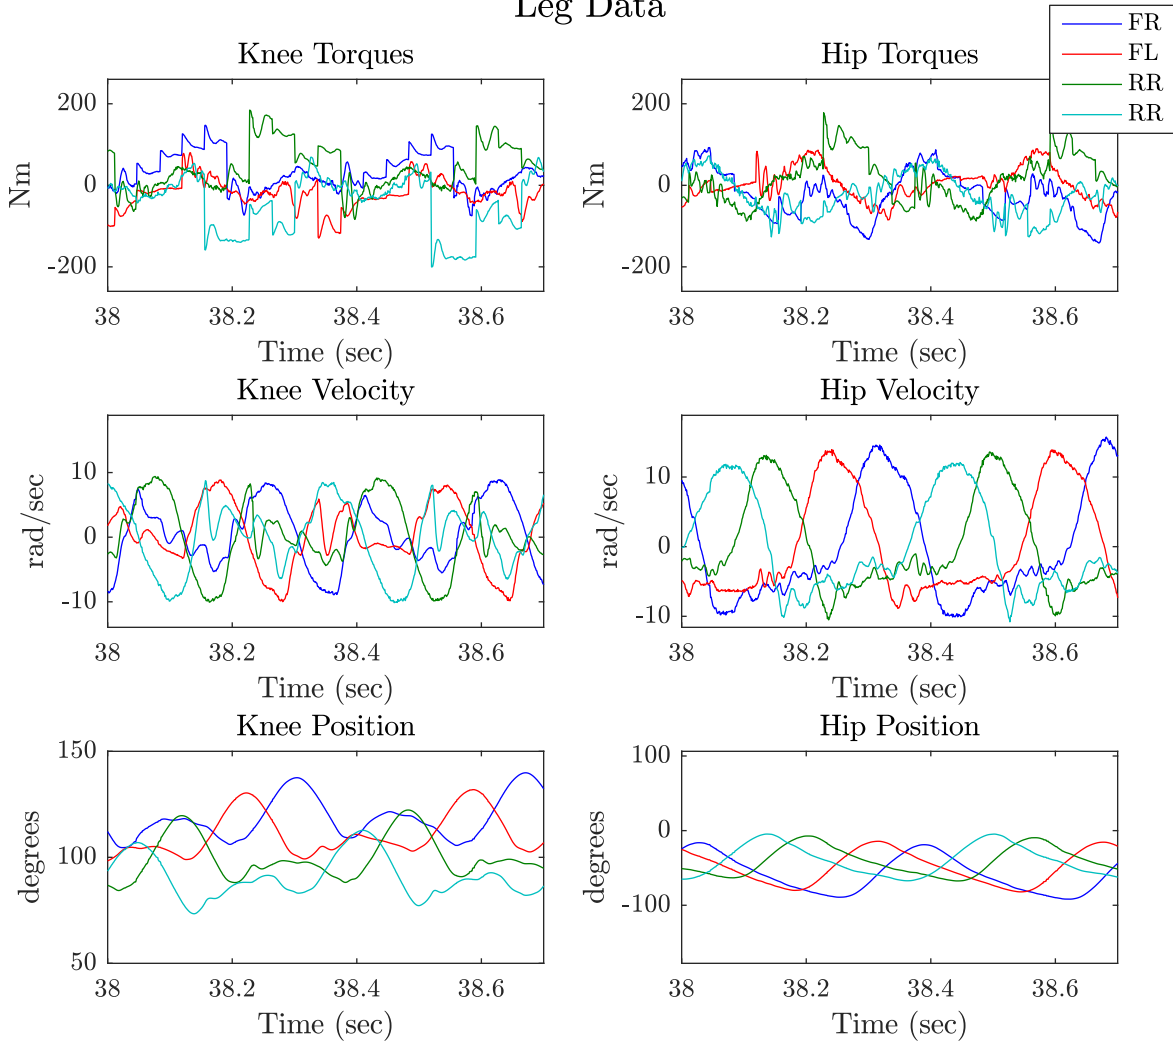 Leg Data
FR
FL
RR
RR
Knee Torques
Nm
200
0
-200
38
38.2
38.4
38.6
Time (sec)
Hip Torques
Nm
200
0
-200
38
38.2
38.4
38.6
Time (sec)
Knee Velocity
rad/sec
10
0
-10
38
38.2
38.4
38.6
Time (sec)
Hip Velocity
rad/sec
10
0
-10
38
38.2
38.4
38.6
Time (sec)
Knee Position
degrees
150
100
50
38
38.2
38.4
38.6
Time (sec)
Hip Position
degrees
100
0
-100
38
38.2
38.4
38.6
Time (sec)